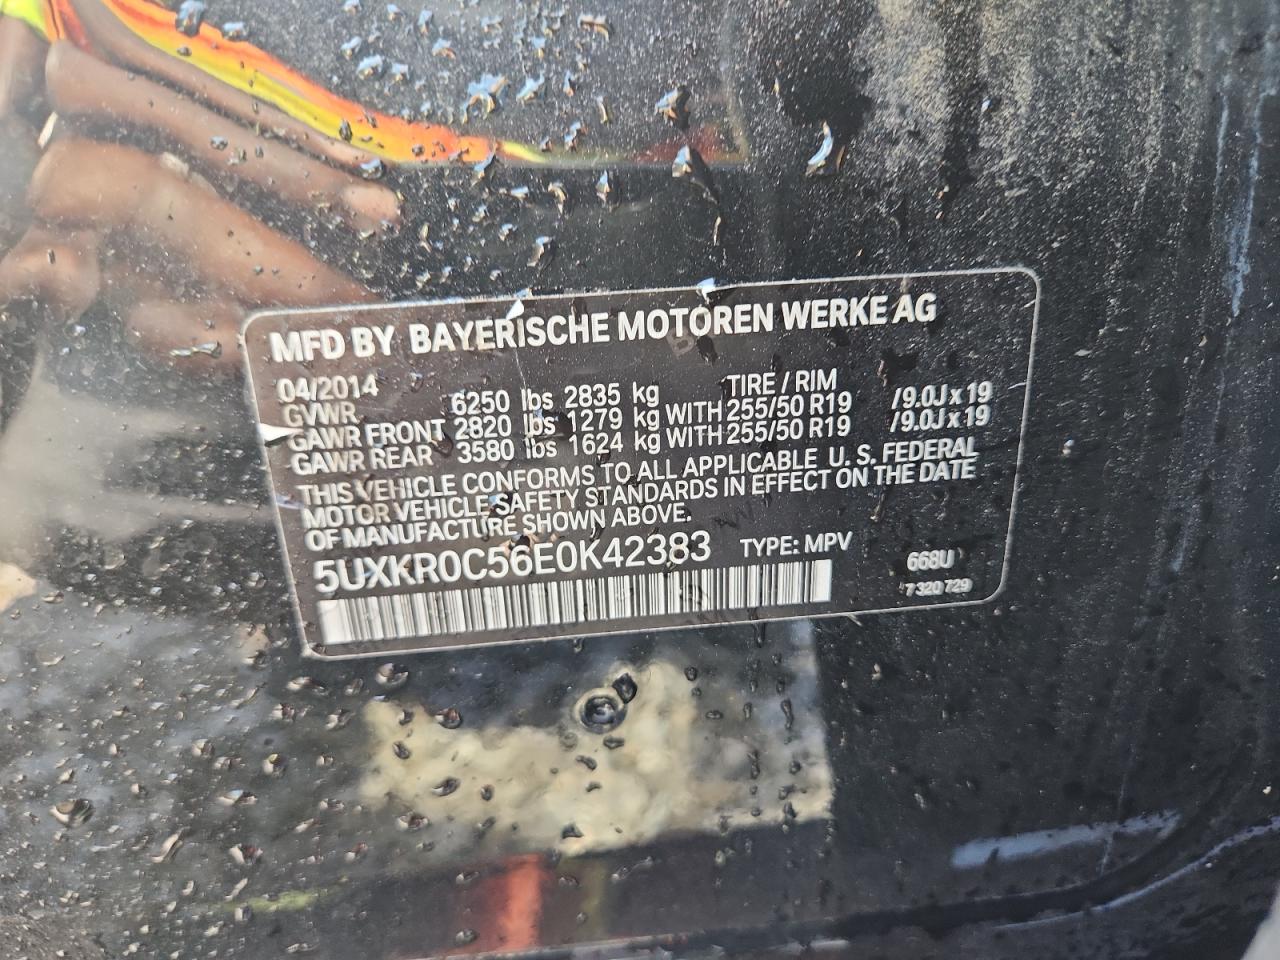 MFD BY BAYERISCHE MOTOREN WERKE AG
04/2014 TIRE / RIM
GVWR 6250 lbs 2835 kg
GAWR FRONT 2820 lbs 1279 kg WITH 255/50 R19 /9.0J x 19
GAWR REAR 3580 lbs 1624 kg WITH 255/50 R19 /9.0J x 19
THIS VEHICLE CONFORMS TO ALL APPLICABLE U.S. FEDERAL
MOTOR VEHICLE SAFETY STANDARDS IN EFFECT ON THE DATE
OF MANUFACTURE SHOWN ABOVE.
5UXKR0C56E0K42383 TYPE: MPV 668U
7 320 729